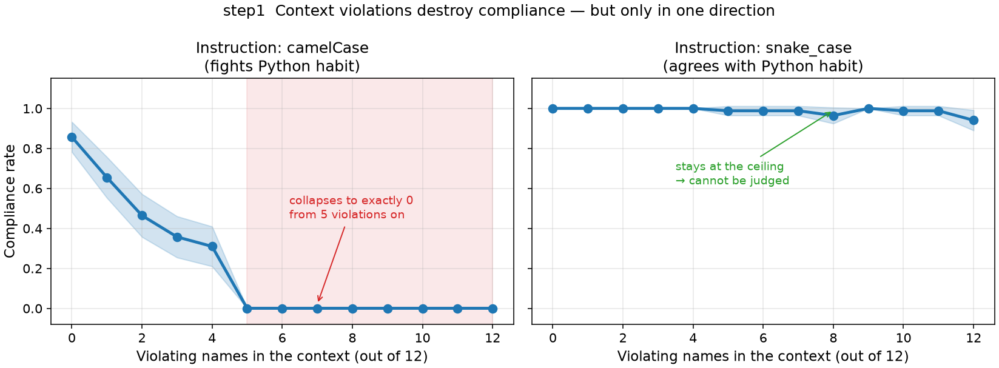 step1  Context violations destroy compliance — but only in one direction
Instruction: camelCase
(fights Python habit)
Compliance rate
1.0
0.8
0.6
0.4
0.2
0.0
collapses to exactly 0
from 5 violations on
0 2 4 6 8 10 12
Violating names in the context (out of 12)
Instruction: snake_case
(agrees with Python habit)
stays at the ceiling
→ cannot be judged
0 2 4 6 8 10 12
Violating names in the context (out of 12)